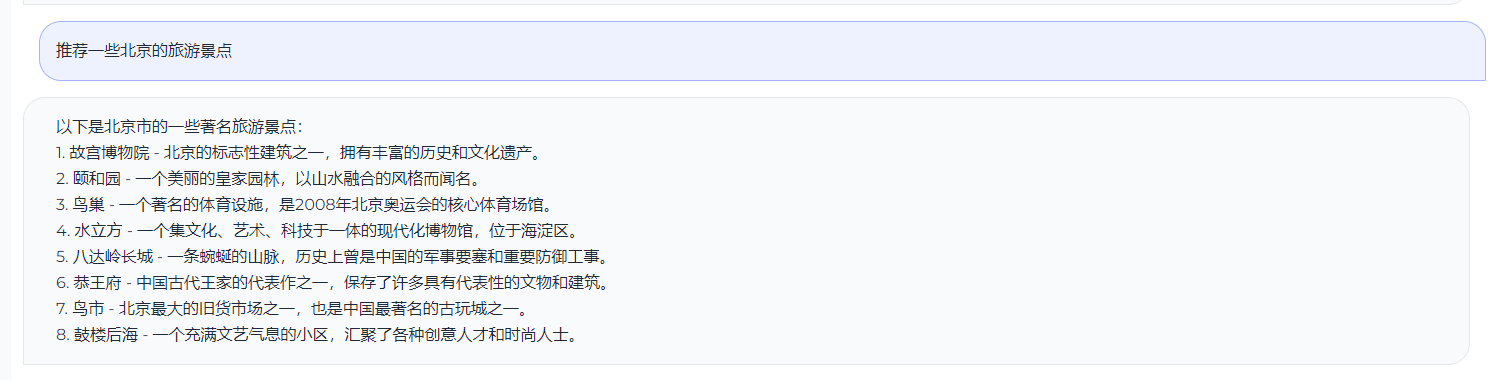 推荐一些北京的旅游景点
以下是北京市的一些著名旅游景点：
1. 故宫博物院 - 北京的标志性建筑之一，拥有丰富的历史和文化遗产。
2. 颐和园 - 一个美丽的皇家园林，以山水融合的风格而闻名。
3. 鸟巢 - 一个著名的体育设施，是2008年北京奥运会的核心体育场馆。
4. 水立方 - 一个集文化、艺术、科技于一体的现代化博物馆，位于海淀区。
5. 八达岭长城 - 一条蜿蜒的山脉，历史上曾是中国的军事要塞和重要防御工事。
6. 恭王府 - 中国古代王家的代表作之一，保存了许多具有代表性的文物和建筑。
7. 鸟市 - 北京最大的旧货市场之一，也是中国最著名的古玩城之一。
8. 鼓楼后海 - 一个充满文艺气息的小区，汇聚了各种创意人才和时尚人士。